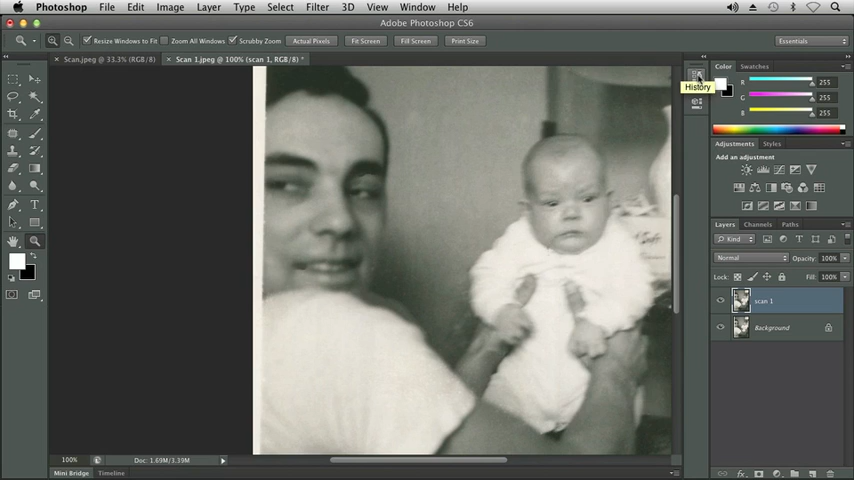 Photoshop File Edit Image Layer Type Select Filter 3D View Window Help
Adobe Photoshop CS6
Resize Windows to Fit Zoom All Windows Scrubby Zoom Actual Pixels Fit Screen Fill Screen Print Size Essentials
Scan.jpeg @ 33.3% (RGB/8) Scan 1.jpeg @ 100% (scan 1, RGB/8) *
Color Swatches
History
R 255
G 255
B 255
Adjustments Styles
Add an adjustment
Layers Channels Paths
Kind
Normal Opacity: 100%
Lock: Fill: 100%
scan 1
Background
100% Doc: 1.69M/3.39M
Mini Bridge Timeline